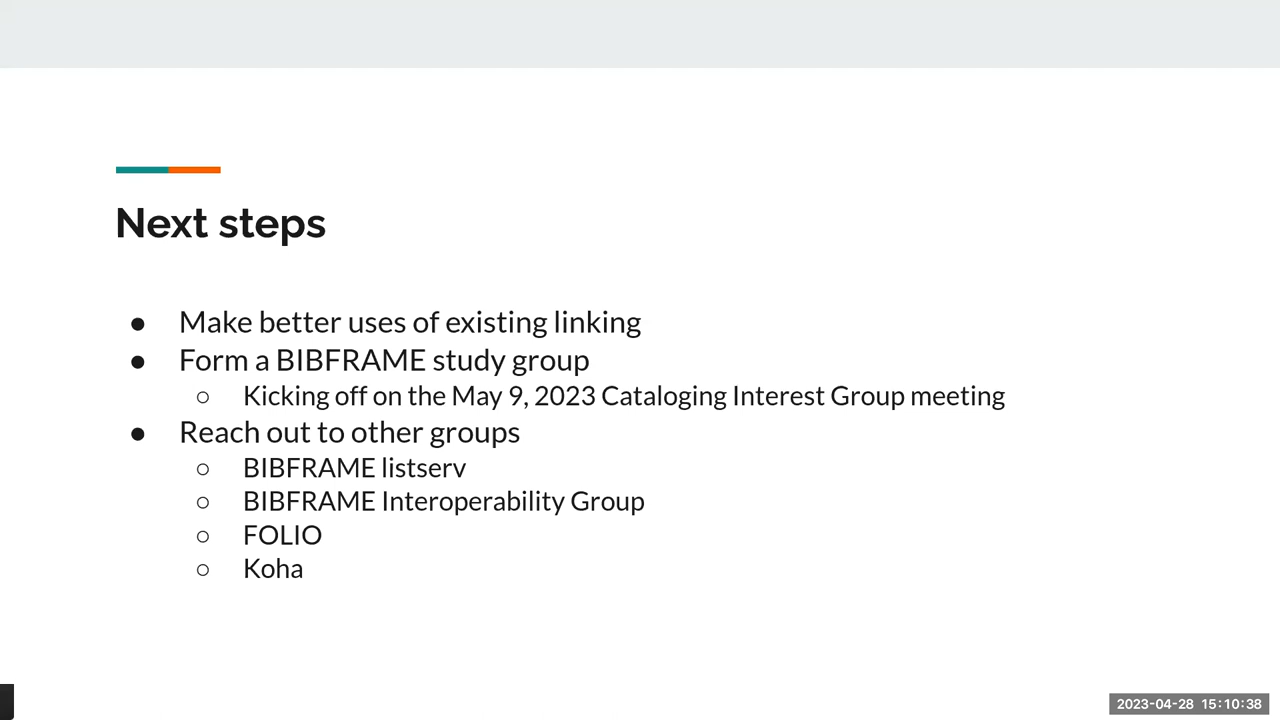 Next steps
● Make better uses of existing linking
● Form a BIBFRAME study group
○ Kicking off on the May 9, 2023 Cataloging Interest Group meeting
● Reach out to other groups
○ BIBFRAME listserv
○ BIBFRAME Interoperability Group
○ FOLIO
○ Koha
2023-04-28 15:10:38